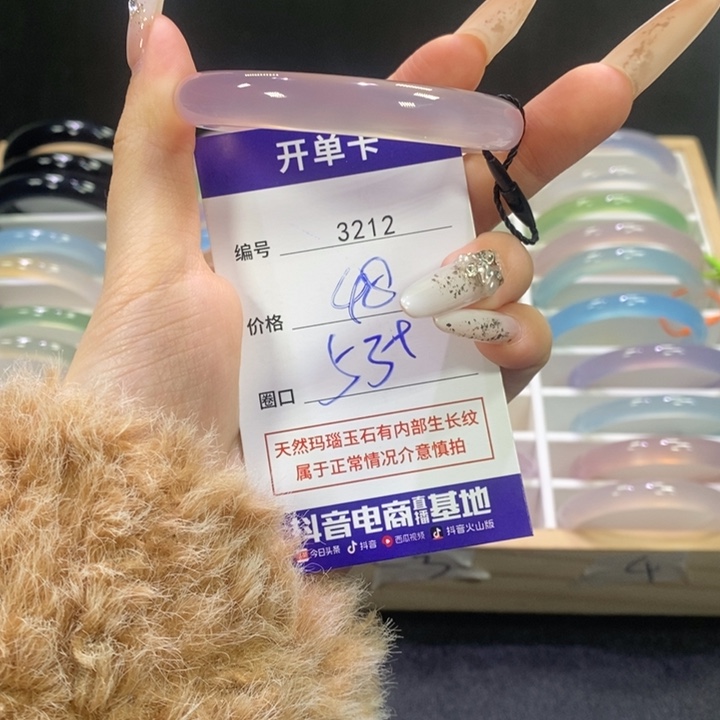 开单卡
编号 3212
价格 48
圈口 53+
天然玛瑙玉石有内部生长纹
属于正常情况介意慎拍
抖音电商直播基地
今日头条 抖音 西瓜视频 抖音火山版
3 4